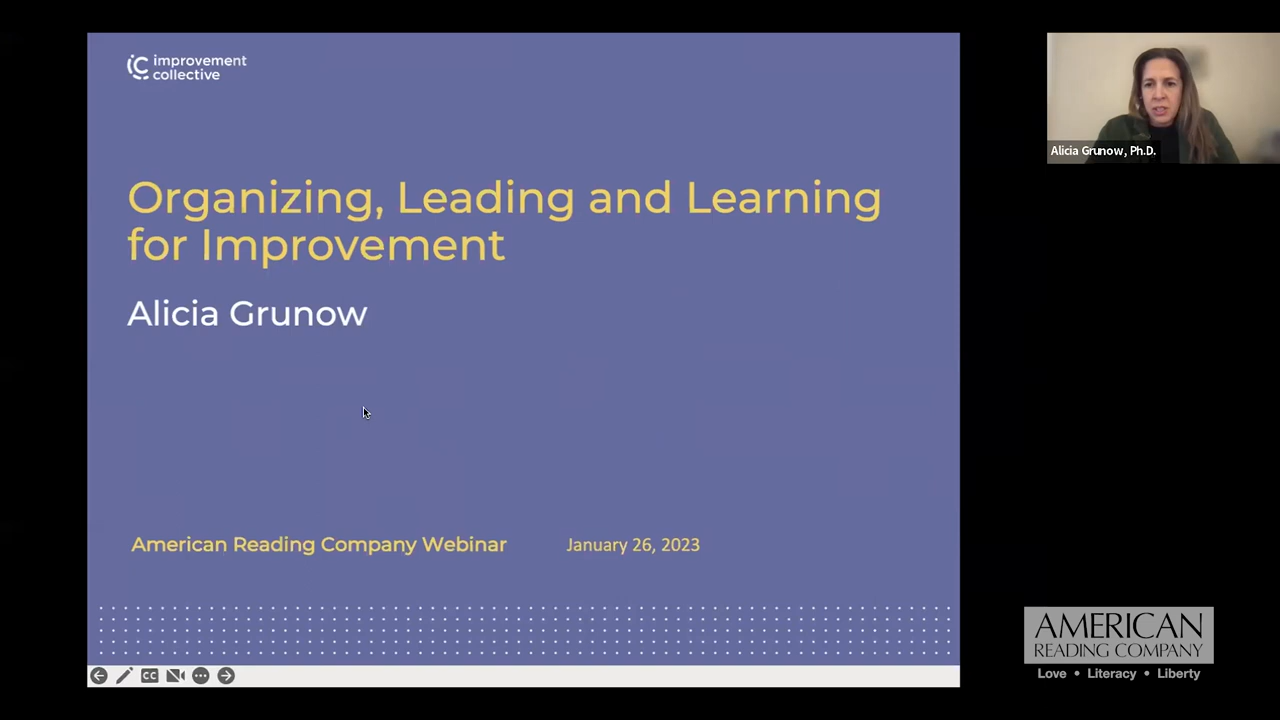 improvement
collective
Organizing, Leading and Learning
for Improvement
Alicia Grunow
American Reading Company Webinar January 26, 2023
CC
Alicia Grunow, Ph.D.
AMERICAN
READING COMPANY
Love • Literacy • Liberty